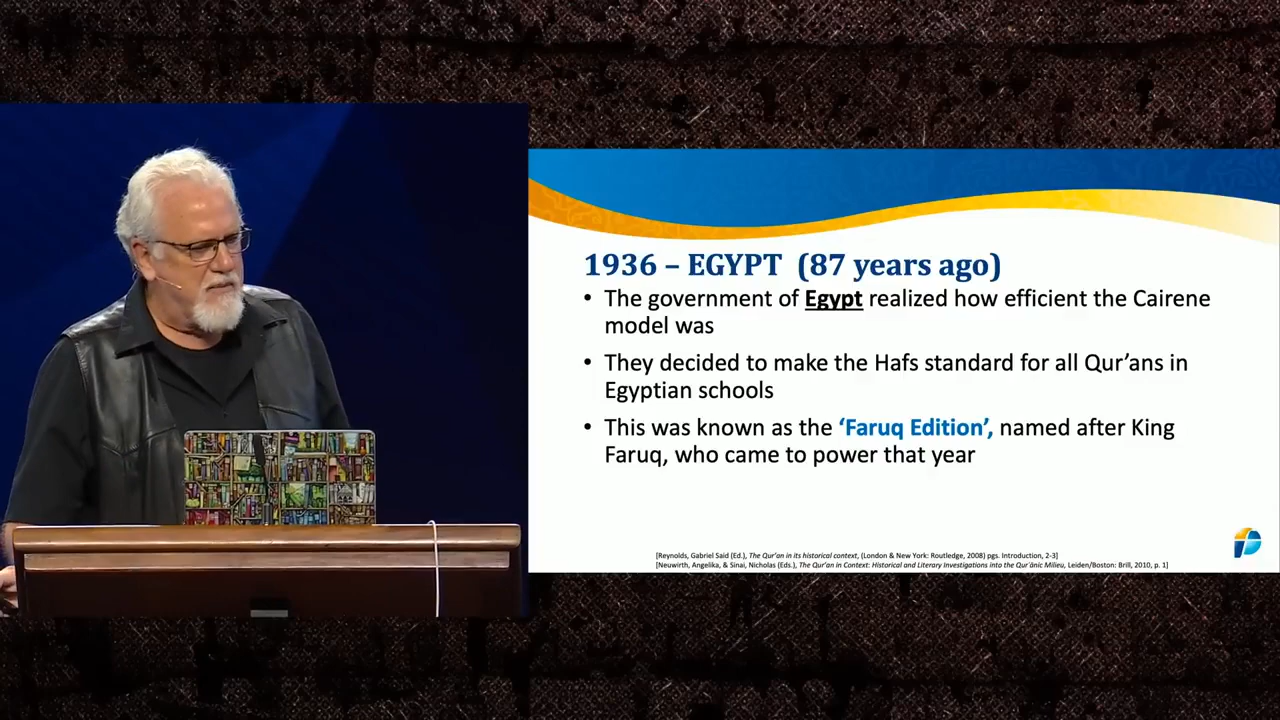 1936 – EGYPT (87 years ago)
• The government of Egypt realized how efficient the Cairene
model was
• They decided to make the Hafs standard for all Qur’ans in
Egyptian schools
• This was known as the ‘Faruq Edition’, named after King
Faruq, who came to power that year
[Reynolds, Gabriel Said (Ed.), The Qur’an in its historical context, (London & New York: Routledge, 2008) pgs. Introduction, 2-3]
[Neuwirth, Angelika, & Sinai, Nicholas (Eds.), The Qur’an in Context: Historical and Literary Investigations into the Qurʾānic Milieu, Leiden/Boston: Brill, 2010, p. 1]